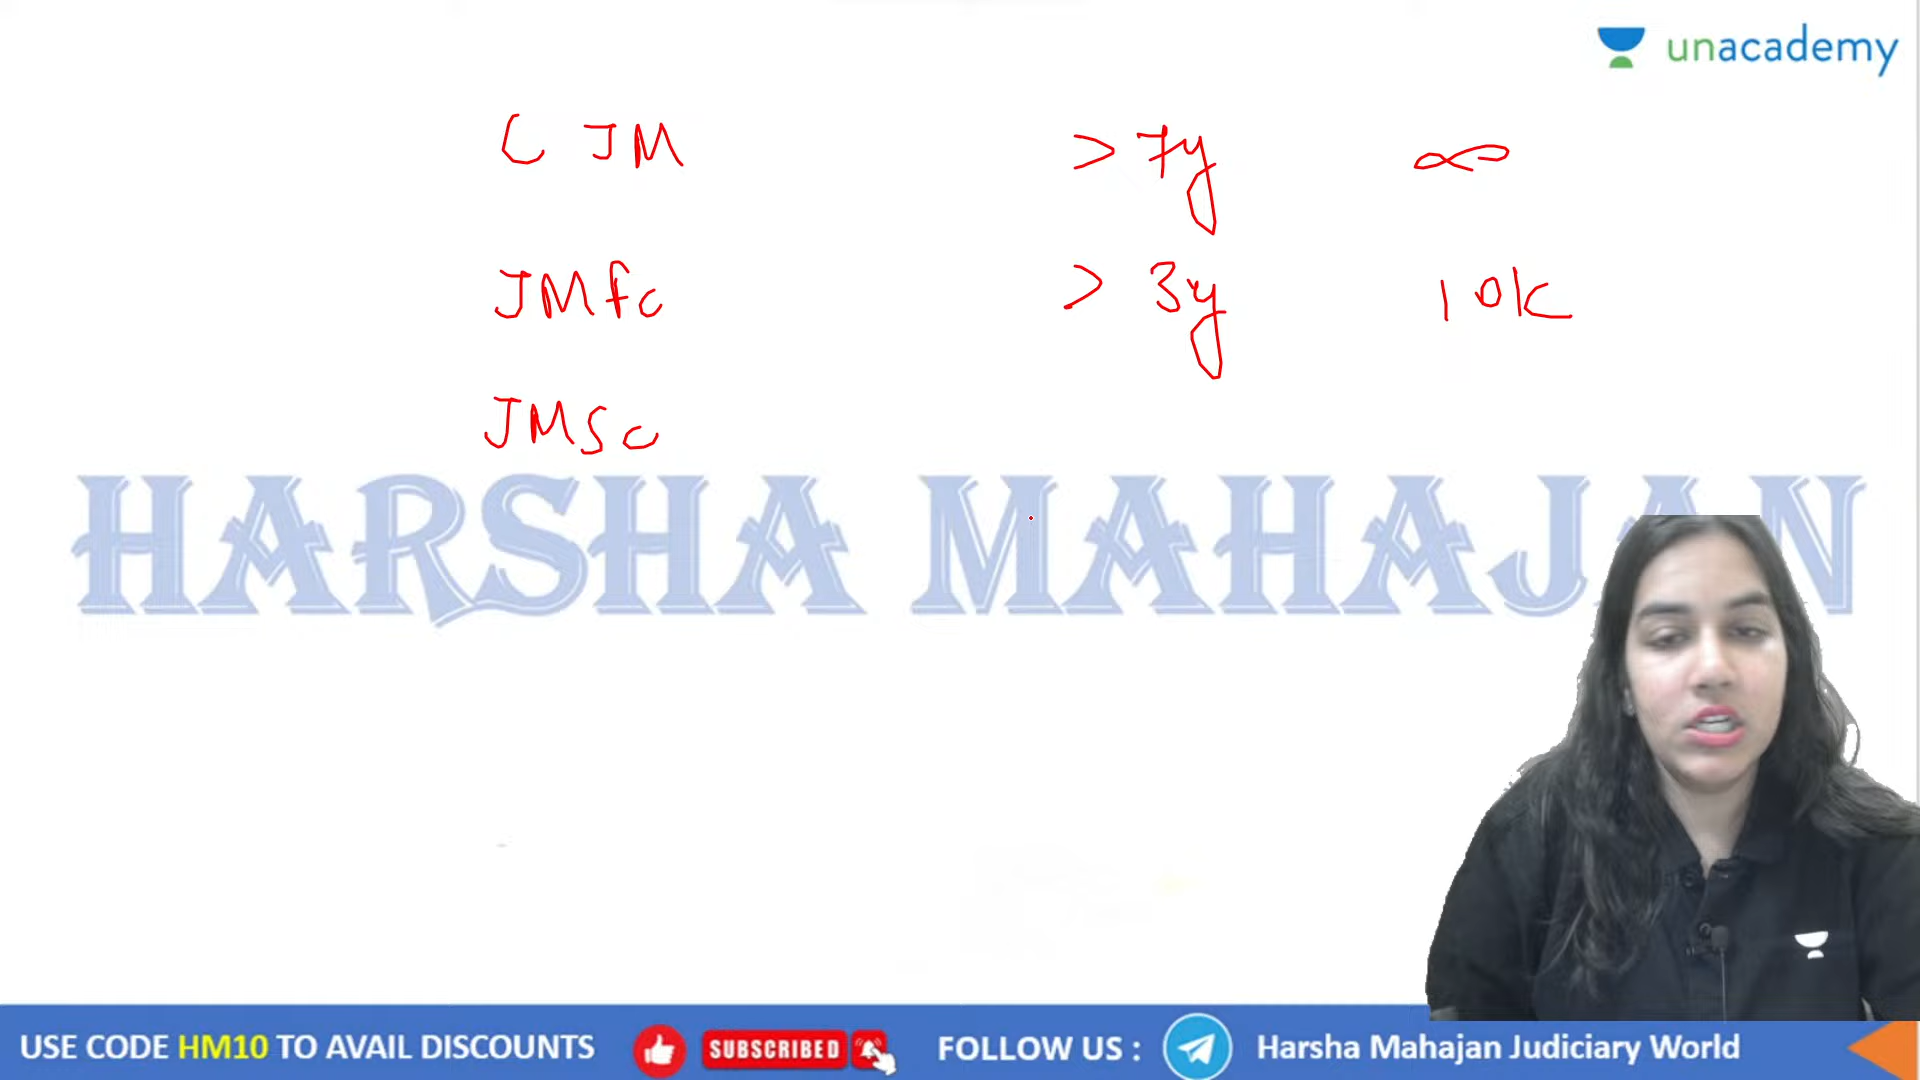 unacademy
C JM > 7y ∞
JMfc > 3y 10k
JMSc
HARSHA MAHAJAN
USE CODE HM10 TO AVAIL DISCOUNTS SUBSCRIBED FOLLOW US : Harsha Mahajan Judiciary World